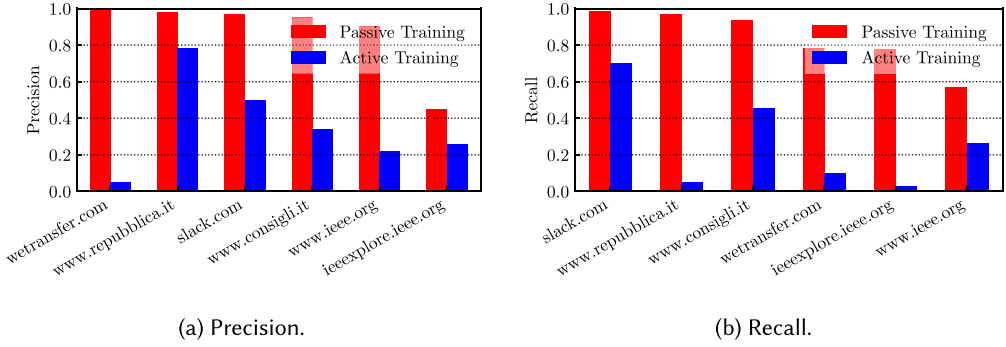 Precision
1.0
0.8
0.6
0.4
0.2
0.0
Passive Training
Active Training
wetransfer.com
www.repubblica.it
slack.com
www.consigli.it
www.ieee.org
ieeexplore.ieee.org
(a) Precision.
Recall
1.0
0.8
0.6
0.4
0.2
0.0
Passive Training
Active Training
slack.com
www.repubblica.it
www.consigli.it
wetransfer.com
ieeexplore.ieee.org
www.ieee.org
(b) Recall.